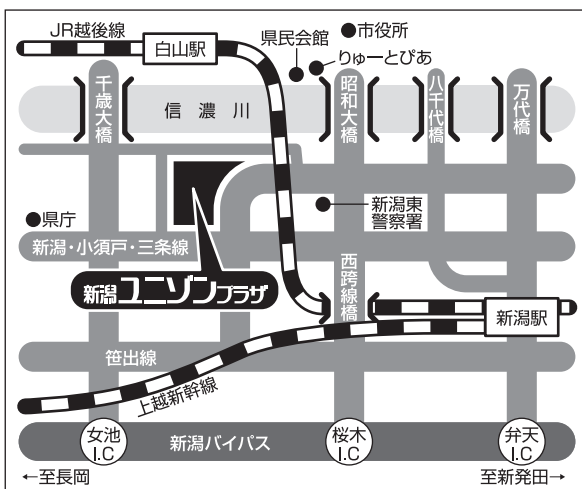 JR越後線
白山駅
県民会館
●市役所
りゅーとぴあ
千歳大橋
信濃川
昭和大橋
八千代橋
万代橋
●県庁
新潟東
警察署
新潟・小須戸・三条線
新潟ユニゾンプラザ
西跨線橋
新潟駅
笹出線
上越新幹線
女池
I.C
新潟バイパス
桜木
I.C
弁天
I.C
←至長岡
至新発田→